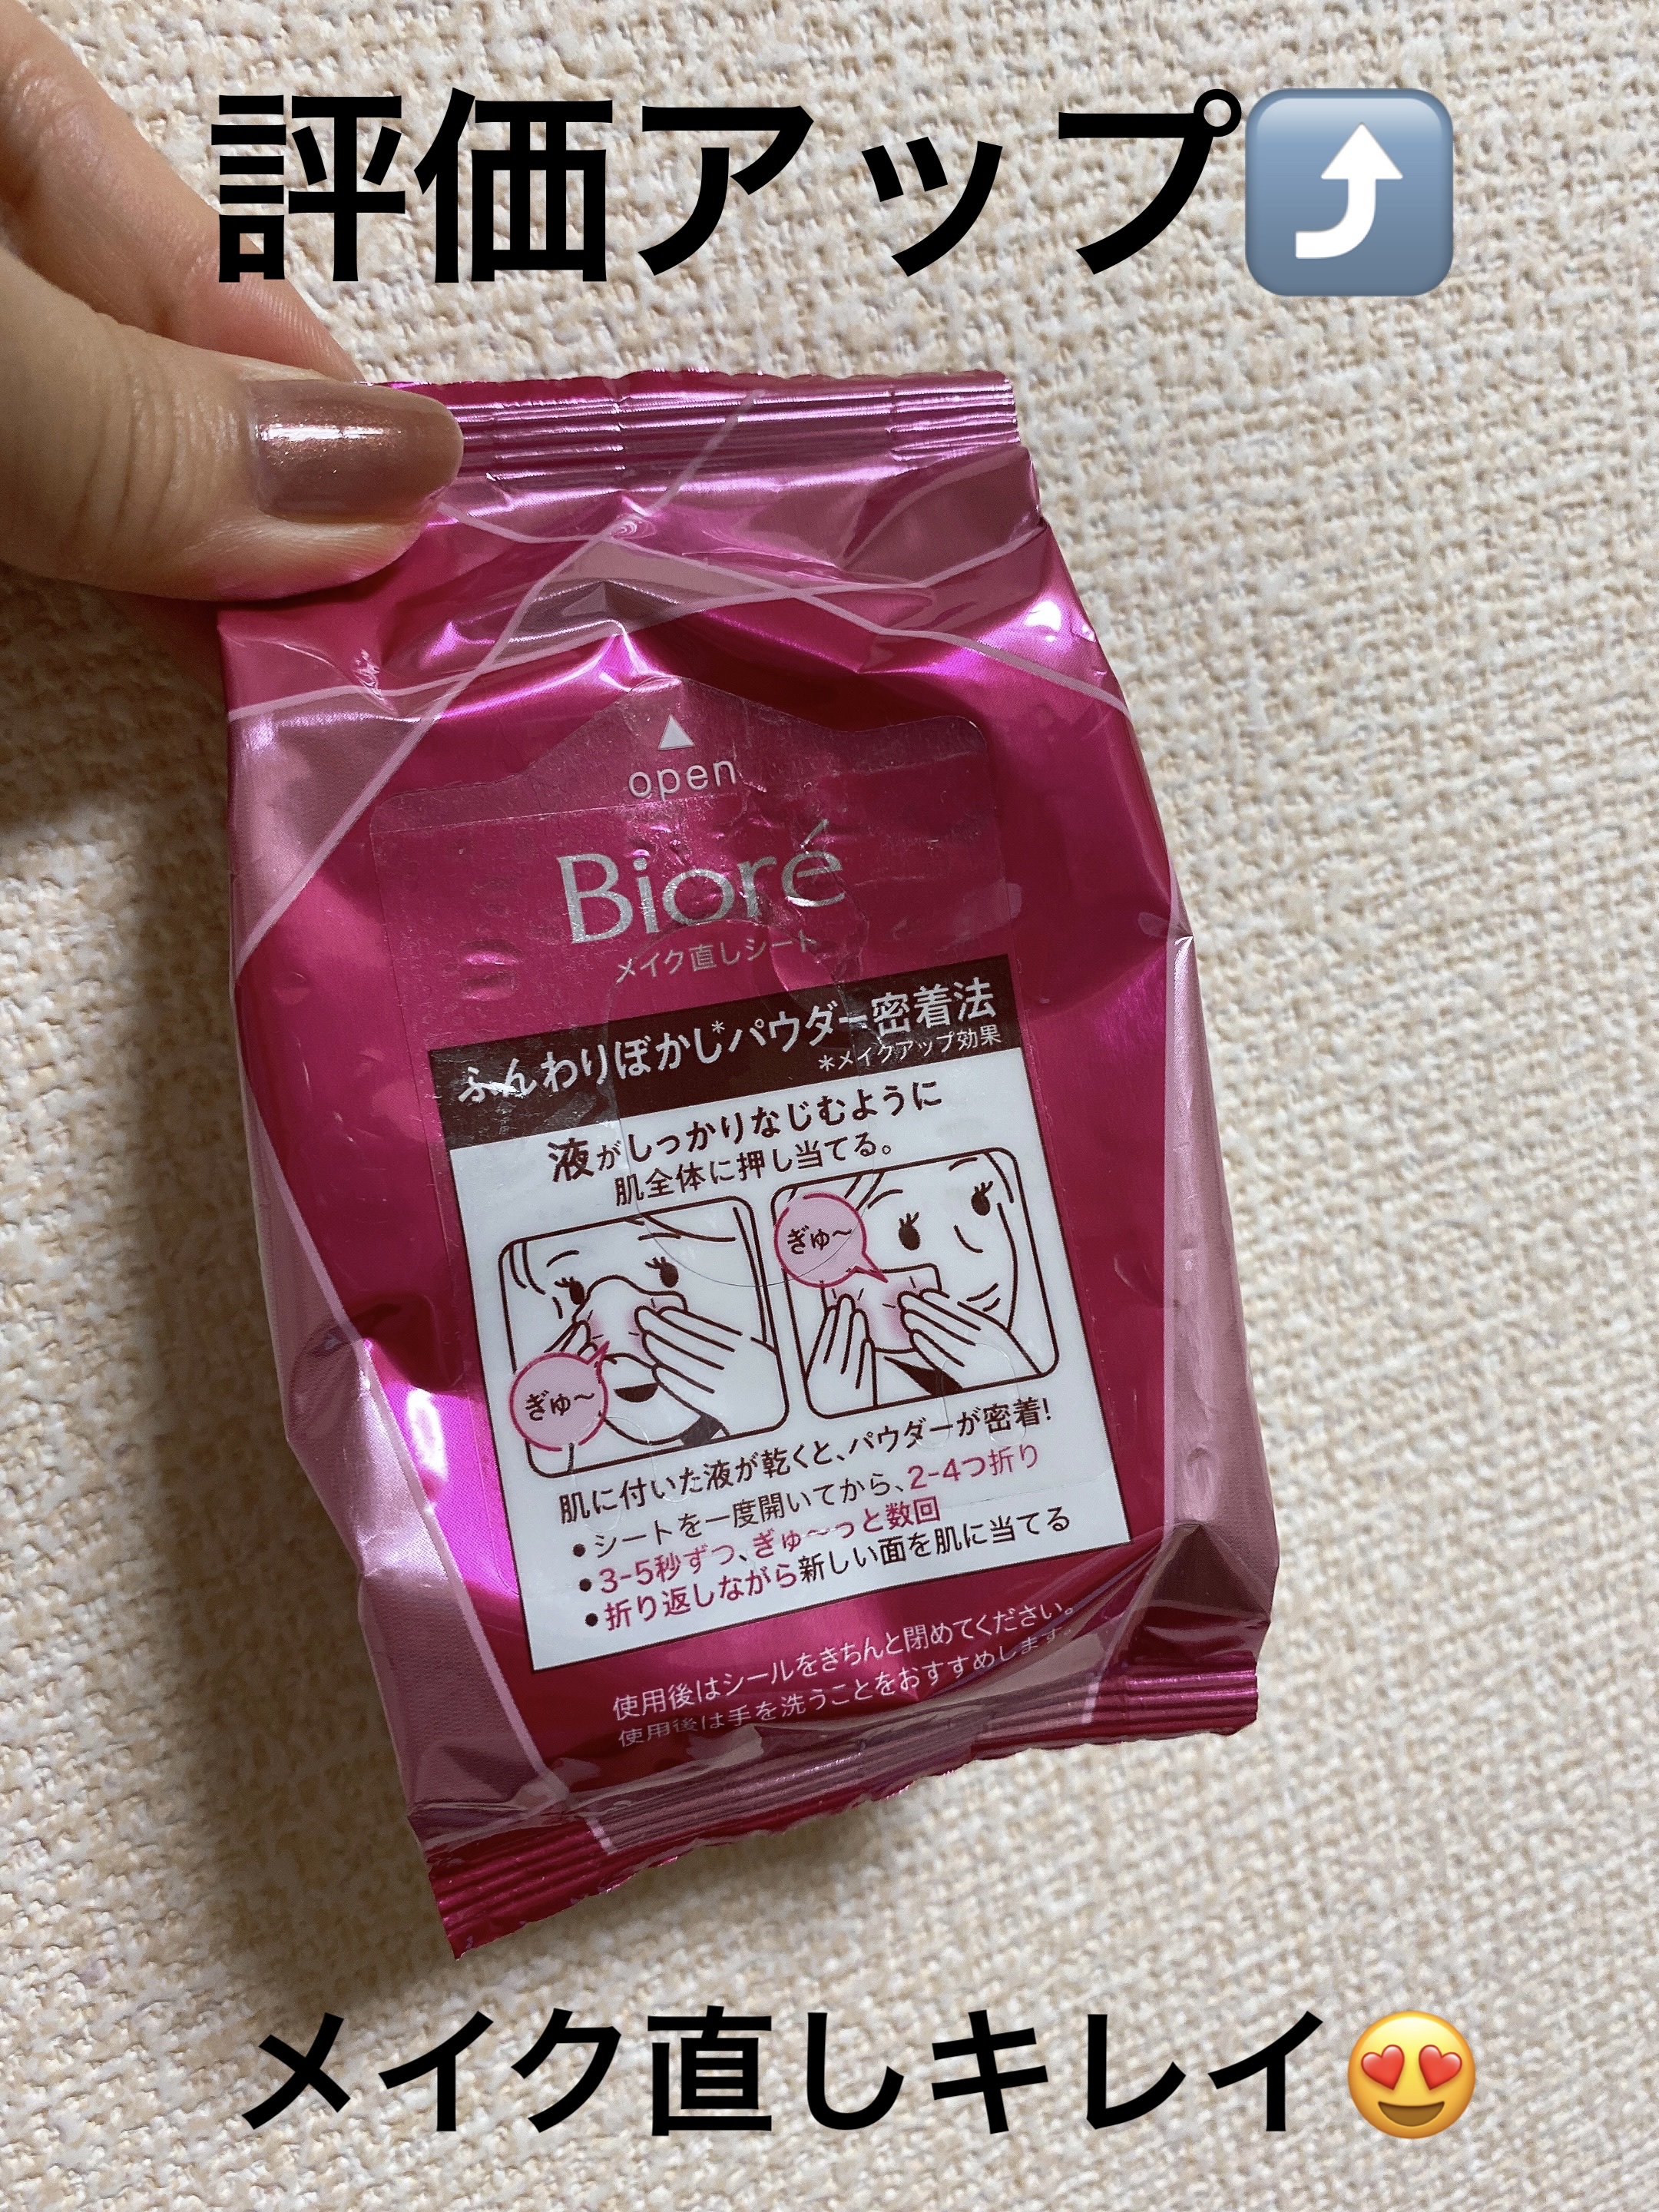 評価アップ⤴️
open
Bioré
メイク直しシート
ふんわりぼかし*パウダー密着法
*メイクアップ効果
液がしっかりなじむように
肌全体に押し当てる。
ぎゅ〜
ぎゅ〜
肌に付いた液が乾くと、パウダーが密着!
●シートを一度開いてから、2-4つ折り
●3-5秒ずつ、ぎゅ〜っと数回
●折り返しながら新しい面を肌に当てる
使用後はシールをきちんと閉めてください。
使用後は手を洗うことをおすすめします。
メイク直しキレイ😍